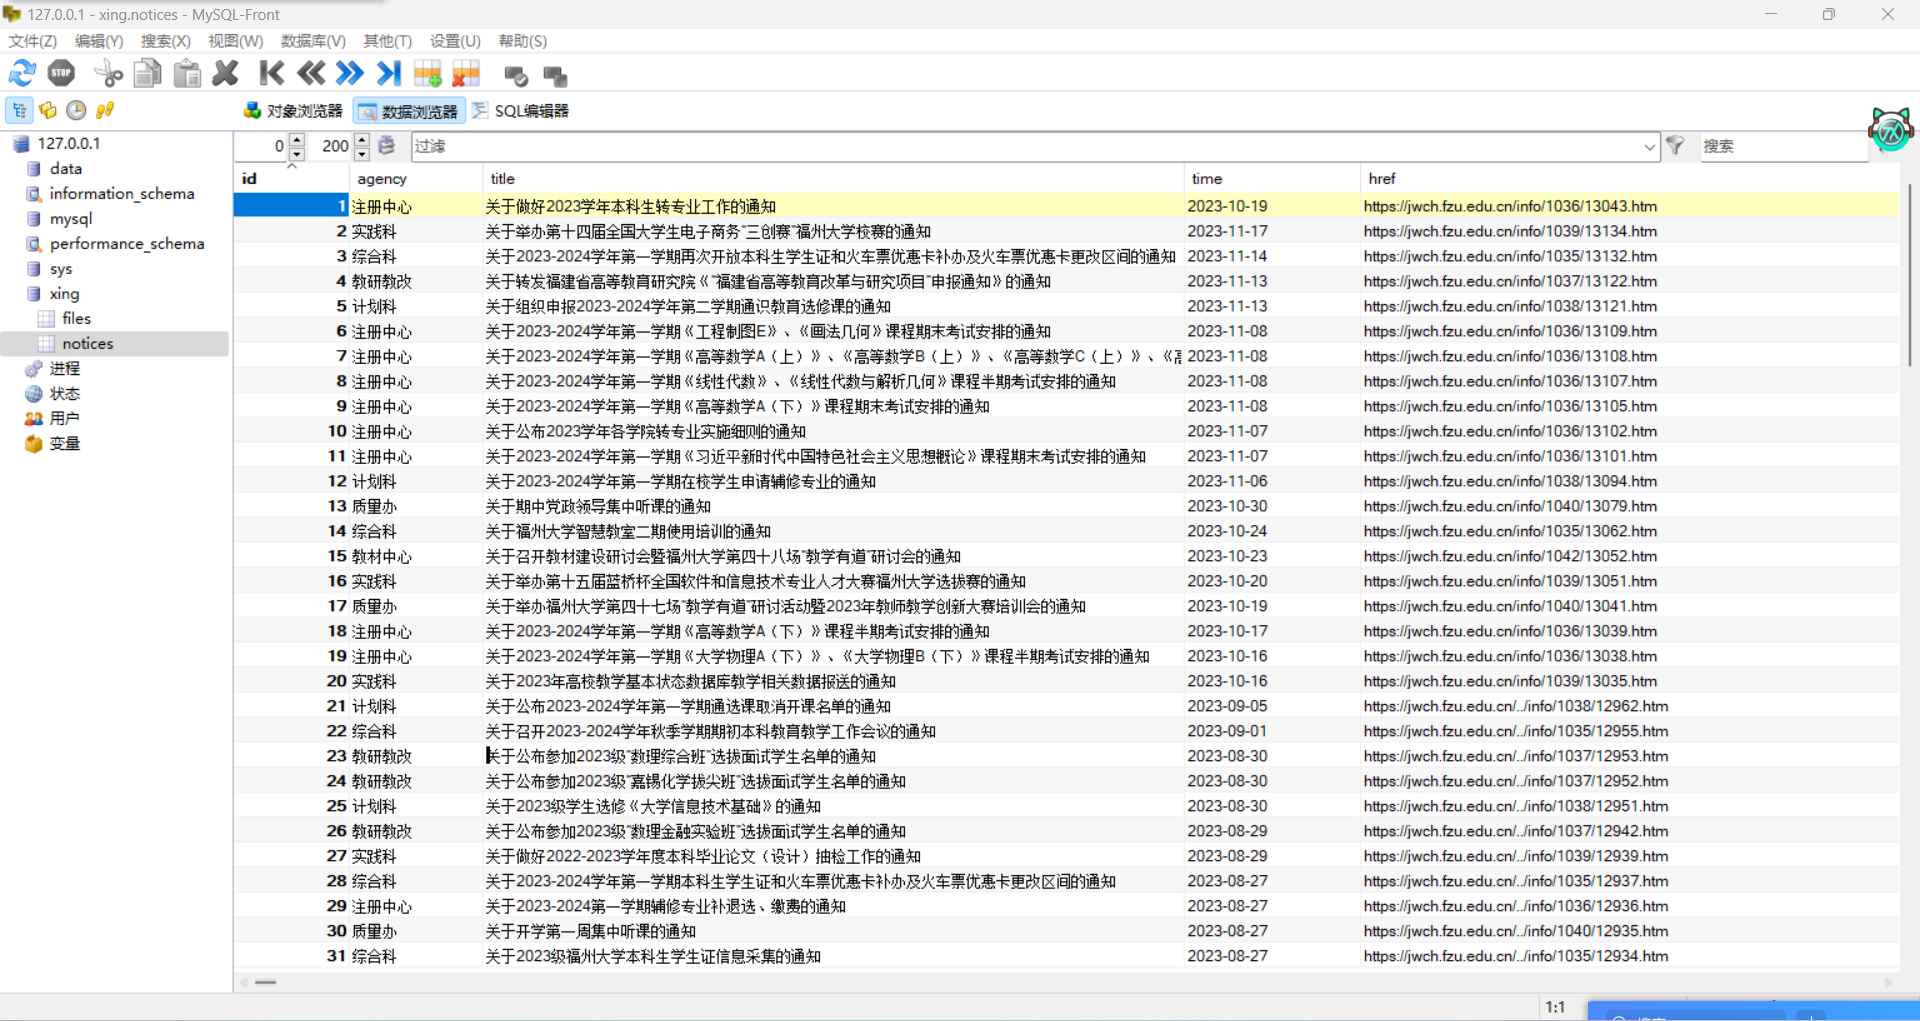 127.0.0.1 - xing.notices - MySQL-Front
文件(Z) 编辑(Y) 搜索(X) 视图(W) 数据库(V) 其他(T) 设置(U) 帮助(S)
STOP
对象浏览器 数据浏览器 SQL编辑器
127.0.0.1
data
information_schema
mysql
performance_schema
sys
xing
files
notices
进程
状态
用户
变量
0 200 过滤 搜索
id agency title time href
1 注册中心 关于做好2023学年本科生转专业工作的通知 2023-10-19 https://jwch.fzu.edu.cn/info/1036/13043.htm
2 实践科 关于举办第十四届全国大学生电子商务“三创赛”福州大学校赛的通知 2023-11-17 https://jwch.fzu.edu.cn/info/1039/13134.htm
3 综合科 关于2023-2024学年第一学期再次开放本科生学生证和火车票优惠卡补办及火车票优惠卡更改区间的通知 2023-11-14 https://jwch.fzu.edu.cn/info/1035/13132.htm
4 教研教改 关于转发福建省高等教育研究院《“福建省高等教育改革与研究项目”申报通知》的通知 2023-11-13 https://jwch.fzu.edu.cn/info/1037/13122.htm
5 计划科 关于组织申报2023-2024学年第二学期通识教育选修课的通知 2023-11-13 https://jwch.fzu.edu.cn/info/1038/13121.htm
6 注册中心 关于2023-2024学年第一学期《工程制图E》、《画法几何》课程期末考试安排的通知 2023-11-08 https://jwch.fzu.edu.cn/info/1036/13109.htm
7 注册中心 关于2023-2024学年第一学期《高等数学A（上）》、《高等数学B（上）》、《高等数学C（上）》、《高 2023-11-08 https://jwch.fzu.edu.cn/info/1036/13108.htm
8 注册中心 关于2023-2024学年第一学期《线性代数》、《线性代数与解析几何》课程半期考试安排的通知 2023-11-08 https://jwch.fzu.edu.cn/info/1036/13107.htm
9 注册中心 关于2023-2024学年第一学期《高等数学A（下）》课程期末考试安排的通知 2023-11-08 https://jwch.fzu.edu.cn/info/1036/13105.htm
10 注册中心 关于公布2023学年各学院转专业实施细则的通知 2023-11-07 https://jwch.fzu.edu.cn/info/1036/13102.htm
11 注册中心 关于2023-2024学年第一学期《习近平新时代中国特色社会主义思想概论》课程期末考试安排的通知 2023-11-07 https://jwch.fzu.edu.cn/info/1036/13101.htm
12 计划科 关于2023-2024学年第一学期在校学生申请辅修专业的通知 2023-11-06 https://jwch.fzu.edu.cn/info/1038/13094.htm
13 质量办 关于期中党政领导集中听课的通知 2023-10-30 https://jwch.fzu.edu.cn/info/1040/13079.htm
14 综合科 关于福州大学智慧教室二期使用培训的通知 2023-10-24 https://jwch.fzu.edu.cn/info/1035/13062.htm
15 教材中心 关于召开教材建设研讨会暨福州大学第四十八场“教学有道”研讨会的通知 2023-10-23 https://jwch.fzu.edu.cn/info/1042/13052.htm
16 实践科 关于举办第十五届蓝桥杯全国软件和信息技术专业人才大赛福州大学选拔赛的通知 2023-10-20 https://jwch.fzu.edu.cn/info/1039/13051.htm
17 质量办 关于举办福州大学第四十七场“教学有道”研讨活动暨2023年教师教学创新大赛培训会的通知 2023-10-19 https://jwch.fzu.edu.cn/info/1040/13041.htm
18 注册中心 关于2023-2024学年第一学期《高等数学A（下）》课程半期考试安排的通知 2023-10-17 https://jwch.fzu.edu.cn/info/1036/13039.htm
19 注册中心 关于2023-2024学年第一学期《大学物理A（下）》、《大学物理B（下）》课程半期考试安排的通知 2023-10-16 https://jwch.fzu.edu.cn/info/1036/13038.htm
20 实践科 关于2023年高校教学基本状态数据库教学相关数据报送的通知 2023-10-16 https://jwch.fzu.edu.cn/info/1039/13035.htm
21 计划科 关于公布2023-2024学年第一学期通选课取消开课名单的通知 2023-09-05 https://jwch.fzu.edu.cn/../info/1038/12962.htm
22 综合科 关于召开2023-2024学年秋季学期期初本科教育教学工作会议的通知 2023-09-01 https://jwch.fzu.edu.cn/../info/1035/12955.htm
23 教研教改 关于公布参加2023级“数理综合班”选拔面试学生名单的通知 2023-08-30 https://jwch.fzu.edu.cn/../info/1037/12953.htm
24 教研教改 关于公布参加2023级“嘉锡化学拔尖班”选拔面试学生名单的通知 2023-08-30 https://jwch.fzu.edu.cn/../info/1037/12952.htm
25 计划科 关于2023级学生选修《大学信息技术基础》的通知 2023-08-30 https://jwch.fzu.edu.cn/../info/1038/12951.htm
26 教研教改 关于公布参加2023级“数理金融实验班”选拔面试学生名单的通知 2023-08-29 https://jwch.fzu.edu.cn/../info/1037/12942.htm
27 实践科 关于做好2022-2023学年度本科毕业论文（设计）抽检工作的通知 2023-08-29 https://jwch.fzu.edu.cn/../info/1039/12939.htm
28 综合科 关于2023-2024学年第一学期本科生学生证和火车票优惠卡补办及火车票优惠卡更改区间的通知 2023-08-27 https://jwch.fzu.edu.cn/../info/1035/12937.htm
29 注册中心 关于2023-2024第一学期辅修专业补退选、缴费的通知 2023-08-27 https://jwch.fzu.edu.cn/../info/1036/12936.htm
30 质量办 关于开学第一周集中听课的通知 2023-08-27 https://jwch.fzu.edu.cn/../info/1040/12935.htm
31 综合科 关于2023级福州大学本科生学生证信息采集的通知 2023-08-27 https://jwch.fzu.edu.cn/../info/1035/12934.htm
1:1